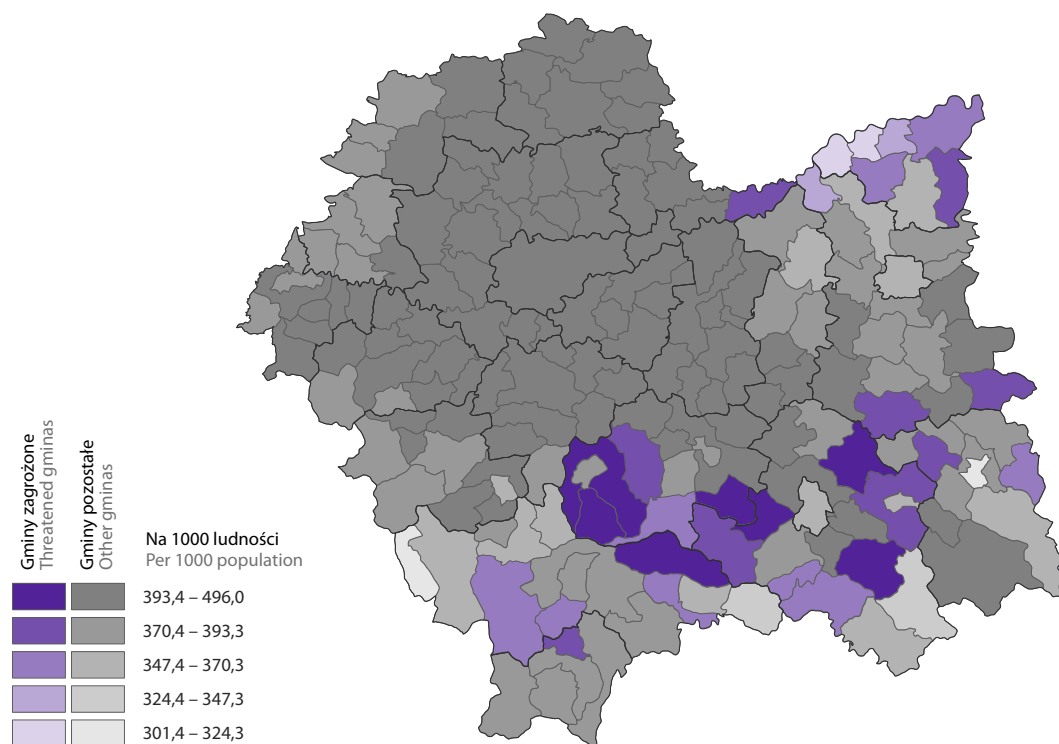 Gminy zagrożone
Threatened gminas
Gminy pozostałe
Other gminas
Na 1000 ludności
Per 1000 population
393,4 – 496,0
370,4 – 393,3
347,4 – 370,3
324,4 – 347,3
301,4 – 324,3